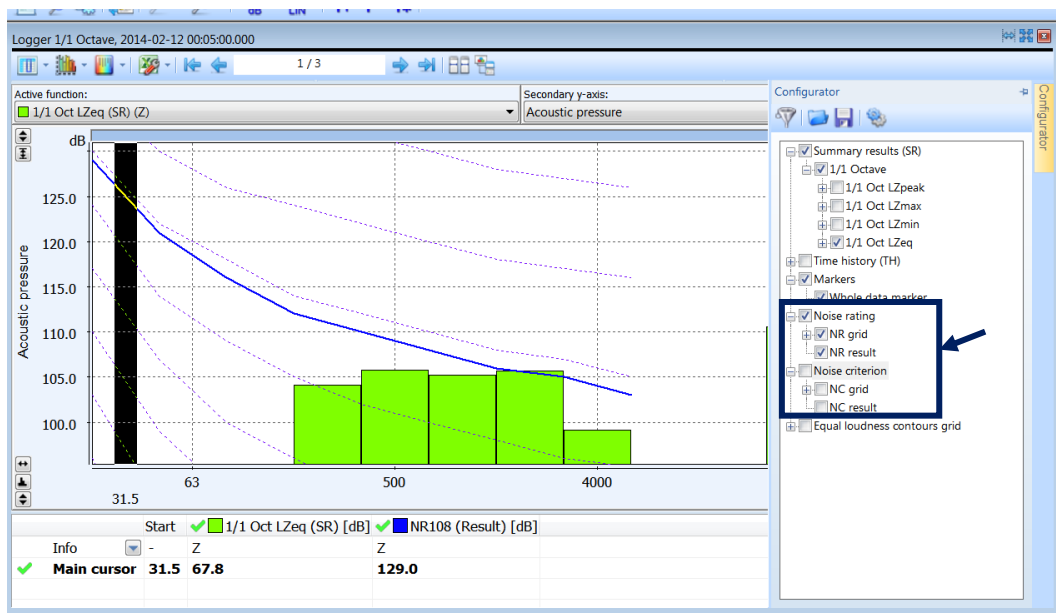 dB LIN
Logger 1/1 Octave, 2014-02-12 00:05:00.000
1 / 3
Active function:
Secondary y-axis:
1/1 Oct LZeq (SR) (Z)
Acoustic pressure
dB
125.0
120.0
115.0
110.0
105.0
100.0
Acoustic pressure
63
500
4000
31.5
Start 1/1 Oct LZeq (SR) [dB] NR108 (Result) [dB]
Info - Z Z
Main cursor 31.5 67.8 129.0
Configurator
Configurator
Summary results (SR)
1/1 Octave
1/1 Oct LZpeak
1/1 Oct LZmax
1/1 Oct LZmin
1/1 Oct LZeq
Time history (TH)
Markers
Whole data marker
Noise rating
NR grid
NR result
Noise criterion
NC grid
NC result
Equal loudness contours grid